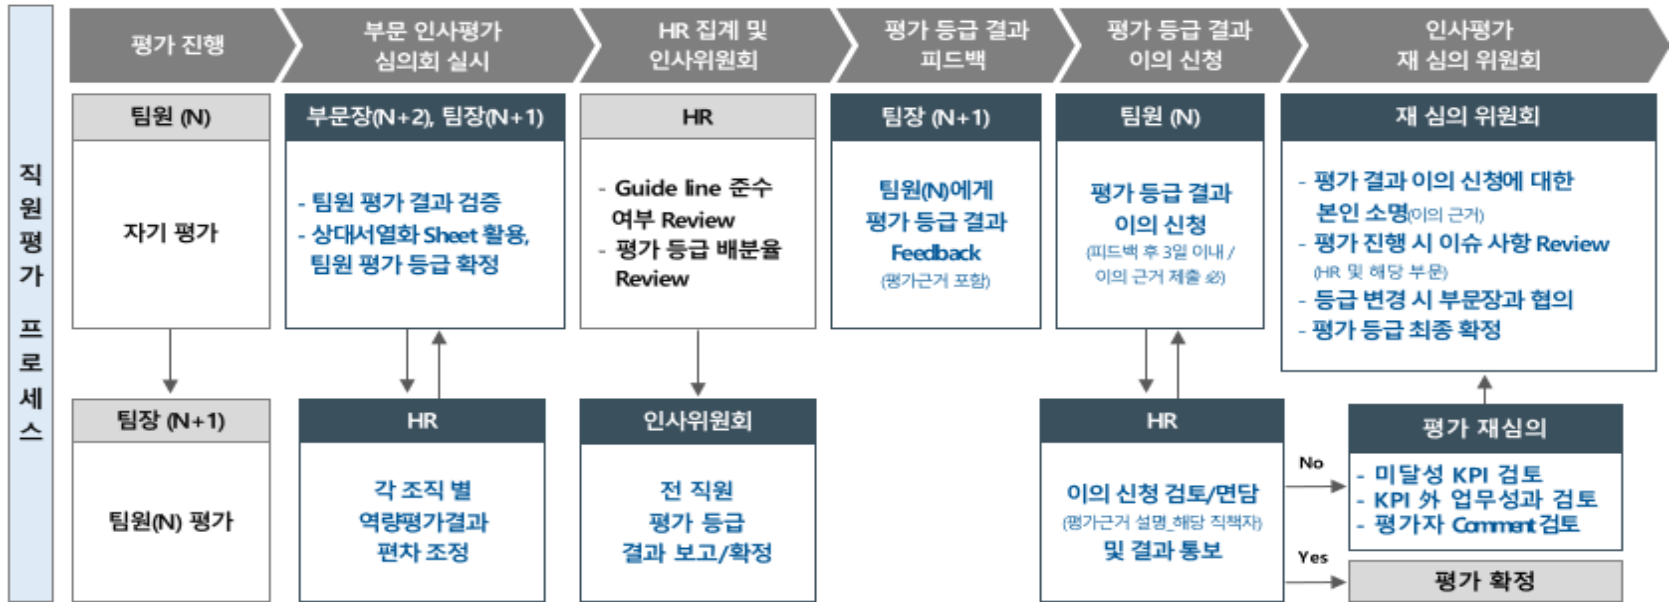 직원평가 프로세스
평가 진행
부문 인사평가
심의회 실시
HR 집계 및
인사위원회
평가 등급 결과
피드백
평가 등급 결과
이의 신청
인사평가
재 심의 위원회
팀원 (N)
자기 평가
부문장(N+2), 팀장(N+1)
- 팀원 평가 결과 검증
- 상대서열화 Sheet 활용,
팀원 평가 등급 확정
HR
- Guide line 준수
여부 Review
- 평가 등급 배분율
Review
팀장 (N+1)
팀원(N)에게
평가 등급 결과
Feedback
(평가근거 포함)
팀원 (N)
평가 등급 결과
이의 신청
(피드백 후 3일 이내 /
이의 근거 제출 必)
재 심의 위원회
- 평가 결과 이의 신청에 대한
본인 소명(이의 근거)
- 평가 진행 시 이슈 사항 Review
(HR 및 해당 부문)
- 등급 변경 시 부문장과 협의
- 평가 등급 최종 확정
팀장 (N+1)
팀원(N) 평가
HR
각 조직 별
역량평가결과
편차 조정
인사위원회
전 직원
평가 등급
결과 보고/확정
HR
이의 신청 검토/면담
(평가근거 설명_해당 직책자)
및 결과 통보
No
Yes
평가 재심의
- 미달성 KPI 검토
- KPI 外 업무성과 검토
- 평가자 Comment 검토
평가 확정